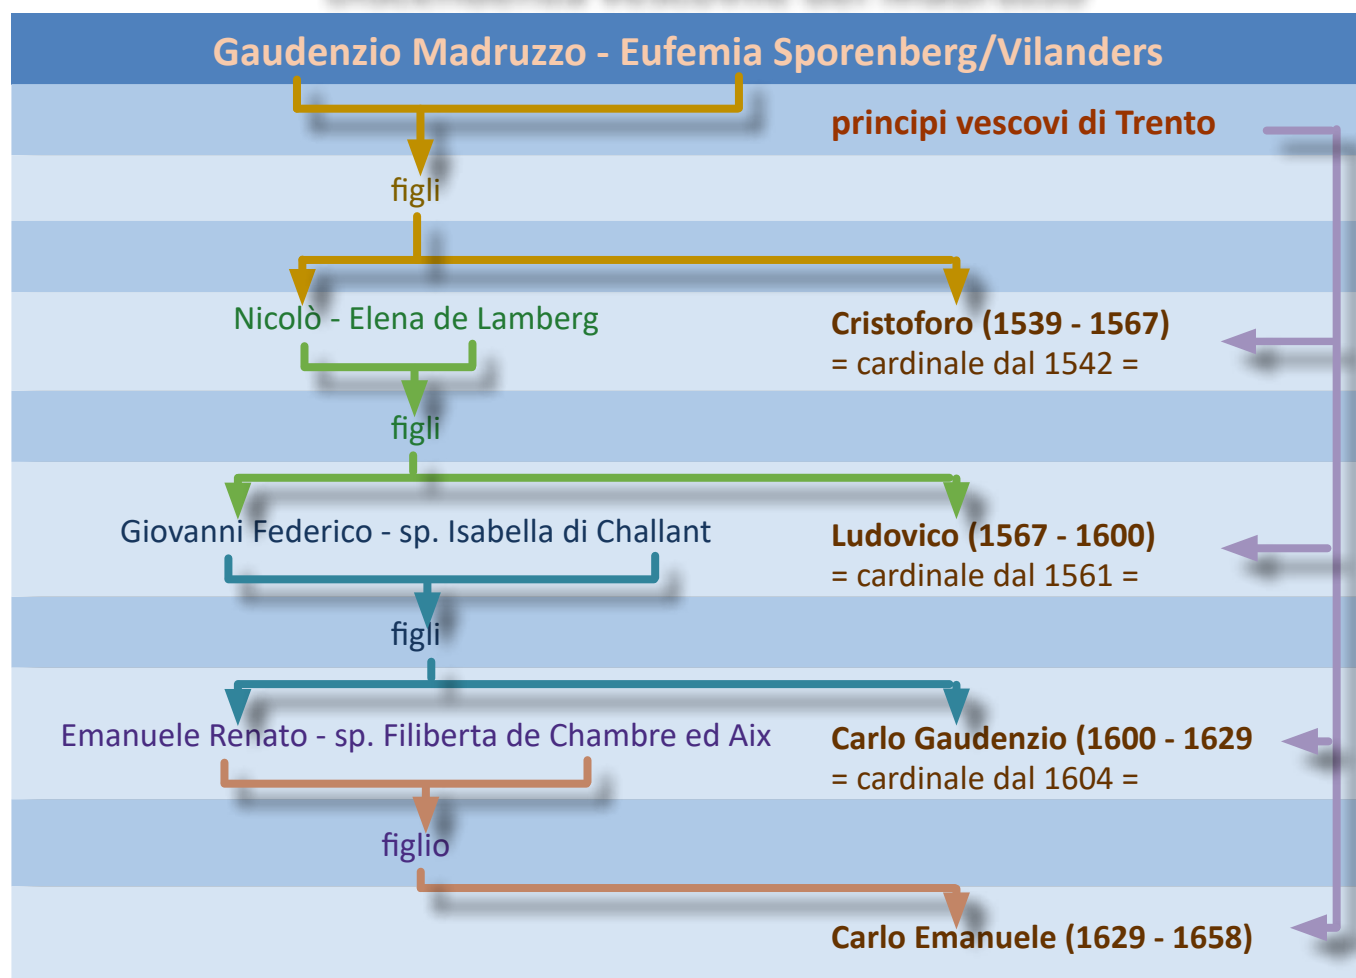 Gaudenzio Madruzzo - Eufemia Sporenberg/Vilanders
principi vescovi di Trento
figli
Nicolò - Elena de Lamberg
Cristoforo (1539 - 1567)
= cardinale dal 1542 =
figli
Giovanni Federico - sp. Isabella di Challant
Ludovico (1567 - 1600)
= cardinale dal 1561 =
figli
Emanuele Renato - sp. Filiberta de Chambre ed Aix
Carlo Gaudenzio (1600 - 1629
= cardinale dal 1604 =
figlio
Carlo Emanuele (1629 - 1658)